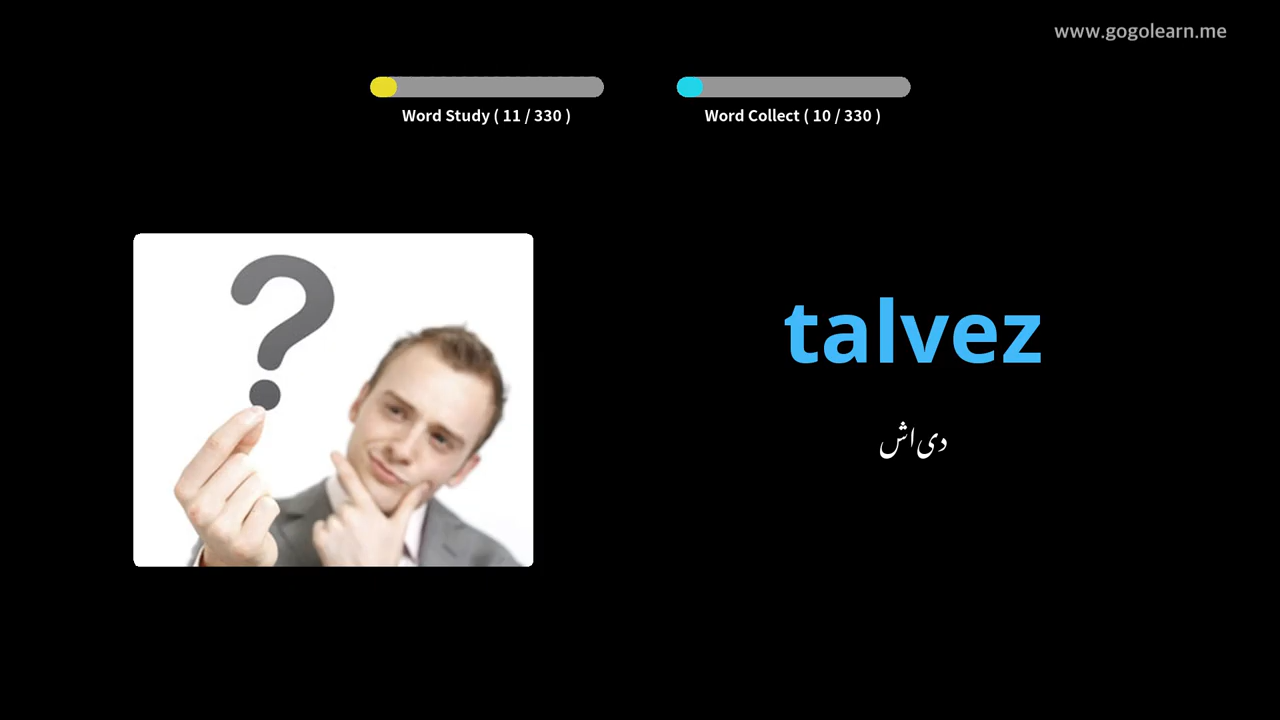 www.gogolearn.me
Word Study ( 11 / 330 )
Word Collect ( 10 / 330 )
talvez
دی‌اش